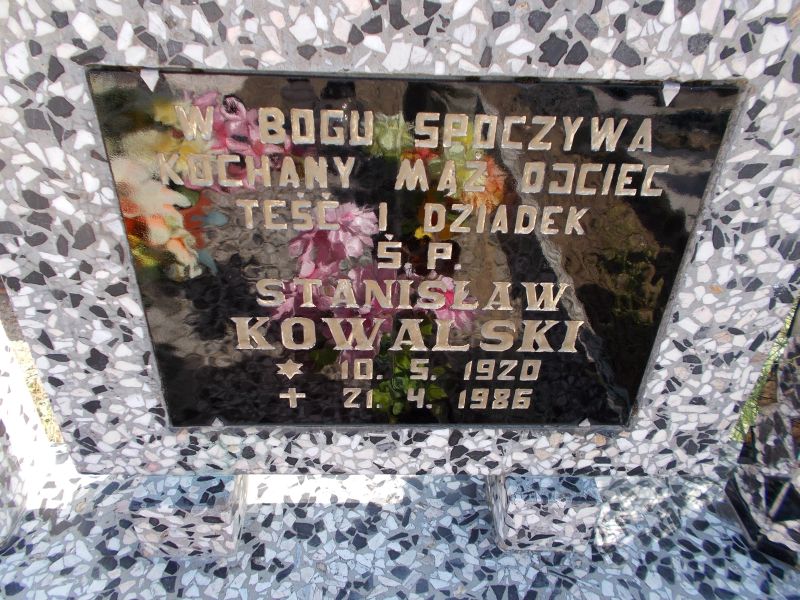 W BOGU SPOCZYWA
KOCHANY MĄŻ OJCIEC
TEŚĆ I DZIADEK
Ś. P.
STANISŁAW
KOWALSKI
✶ 10. 5. 1920
✝ 21. 4. 1986